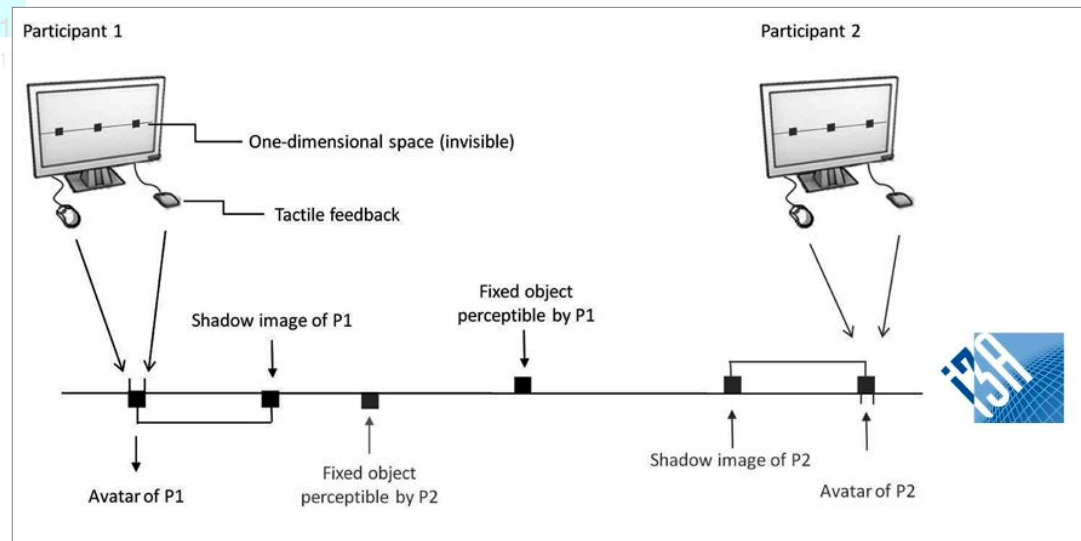 Participant 1
Participant 2
One-dimensional space (invisible)
Tactile feedback
Fixed object
perceptible by P1
Shadow image of P1
i3A
Shadow image of P2
Fixed object
perceptible by P2
Avatar of P1
Avatar of P2